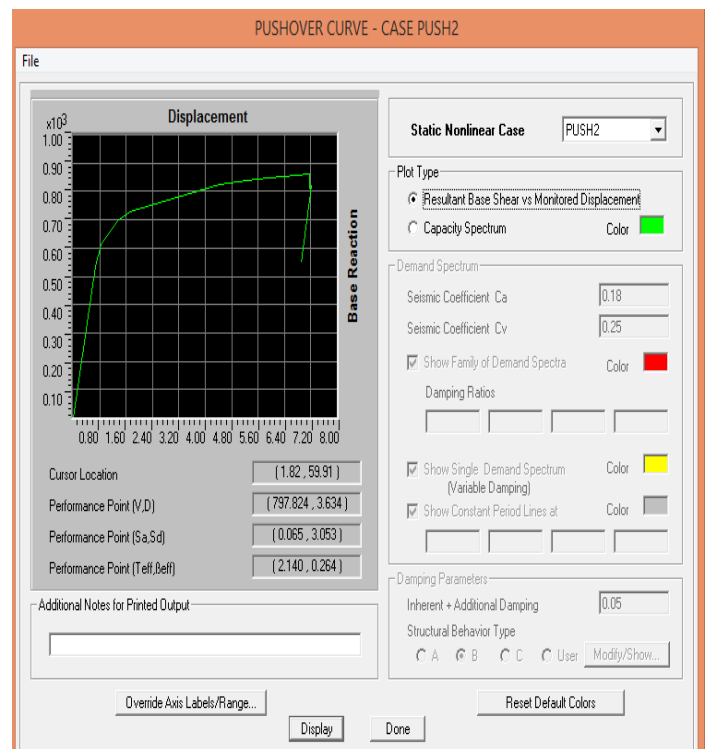 PUSHOVER CURVE - CASE PUSH2
File
Displacement
x10³
1.00
0.90
0.80
0.70
0.60
0.50
0.40
0.30
0.20
0.10
Base Reaction
0.80 1.60 2.40 3.20 4.00 4.80 5.60 6.40 7.20 8.00
Cursor Location ( 1.82 , 59.91 )
Performance Point (V,D) ( 797.824 , 3.634 )
Performance Point (Sa,Sd) ( 0.065 , 3.053 )
Performance Point (Teff,βeff) ( 2.140 , 0.264 )
Additional Notes for Printed Output
Static Nonlinear Case PUSH2
Plot Type
Resultant Base Shear vs Monitored Displacement
Capacity Spectrum Color
Demand Spectrum
Seismic Coefficient Ca 0.18
Seismic Coefficient Cv 0.25
Show Family of Demand Spectra Color
Damping Ratios
Show Single Demand Spectrum Color
(Variable Damping)
Show Constant Period Lines at Color
Damping Parameters
Inherent + Additional Damping 0.05
Structural Behavior Type
A B C User Modify/Show...
Override Axis Labels/Range... Reset Default Colors
Display Done